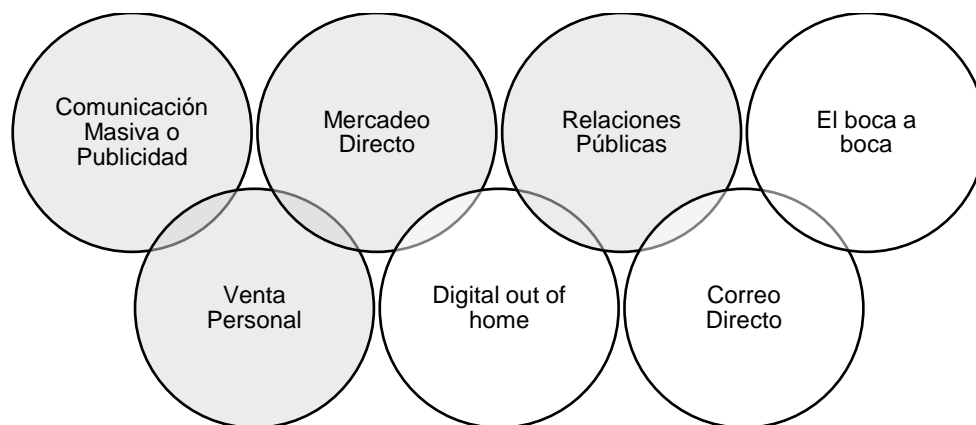 Comunicación
Masiva o
Publicidad
Mercadeo
Directo
Relaciones
Públicas
El boca a
boca
Venta
Personal
Digital out of
home
Correo
Directo